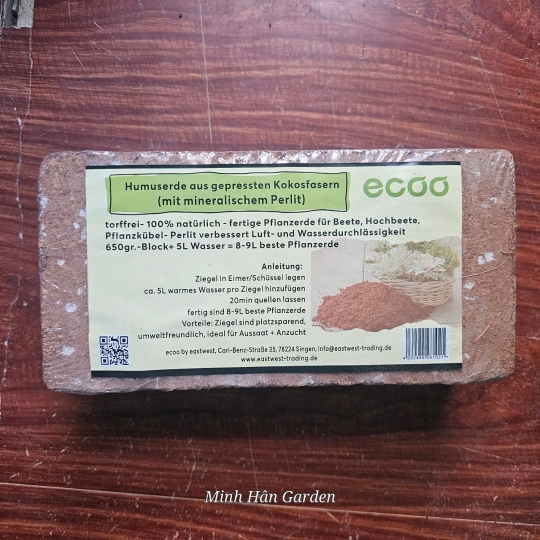 Humuserde aus gepressten Kokosfasern
(mit mineralischem Perlit)
ecoo
torffrei- 100% natürlich - fertige Pflanzerde für Beete, Hochbeete,
Pflanzkübel- Perlit verbessert Luft- und Wasserdurchlässigkeit
650gr.-Block+ 5L Wasser = 8-9L beste Pflanzerde
Anleitung:
Ziegel in Eimer/Schüssel legen
ca. 5L warmes Wasser pro Ziegel hinzufügen
20min quellen lassen
fertig sind 8-9L beste Pflanzerde
Vorteile: Ziegel sind platzsparend,
umweltfreundlich, ideal für Aussaat + Anzucht
ecoo by eastwest, Carl-Benz-Straße 35, 78224 Singen, info@eastwest-trading.de
www.eastwest-trading.de
Minh Hân Garden